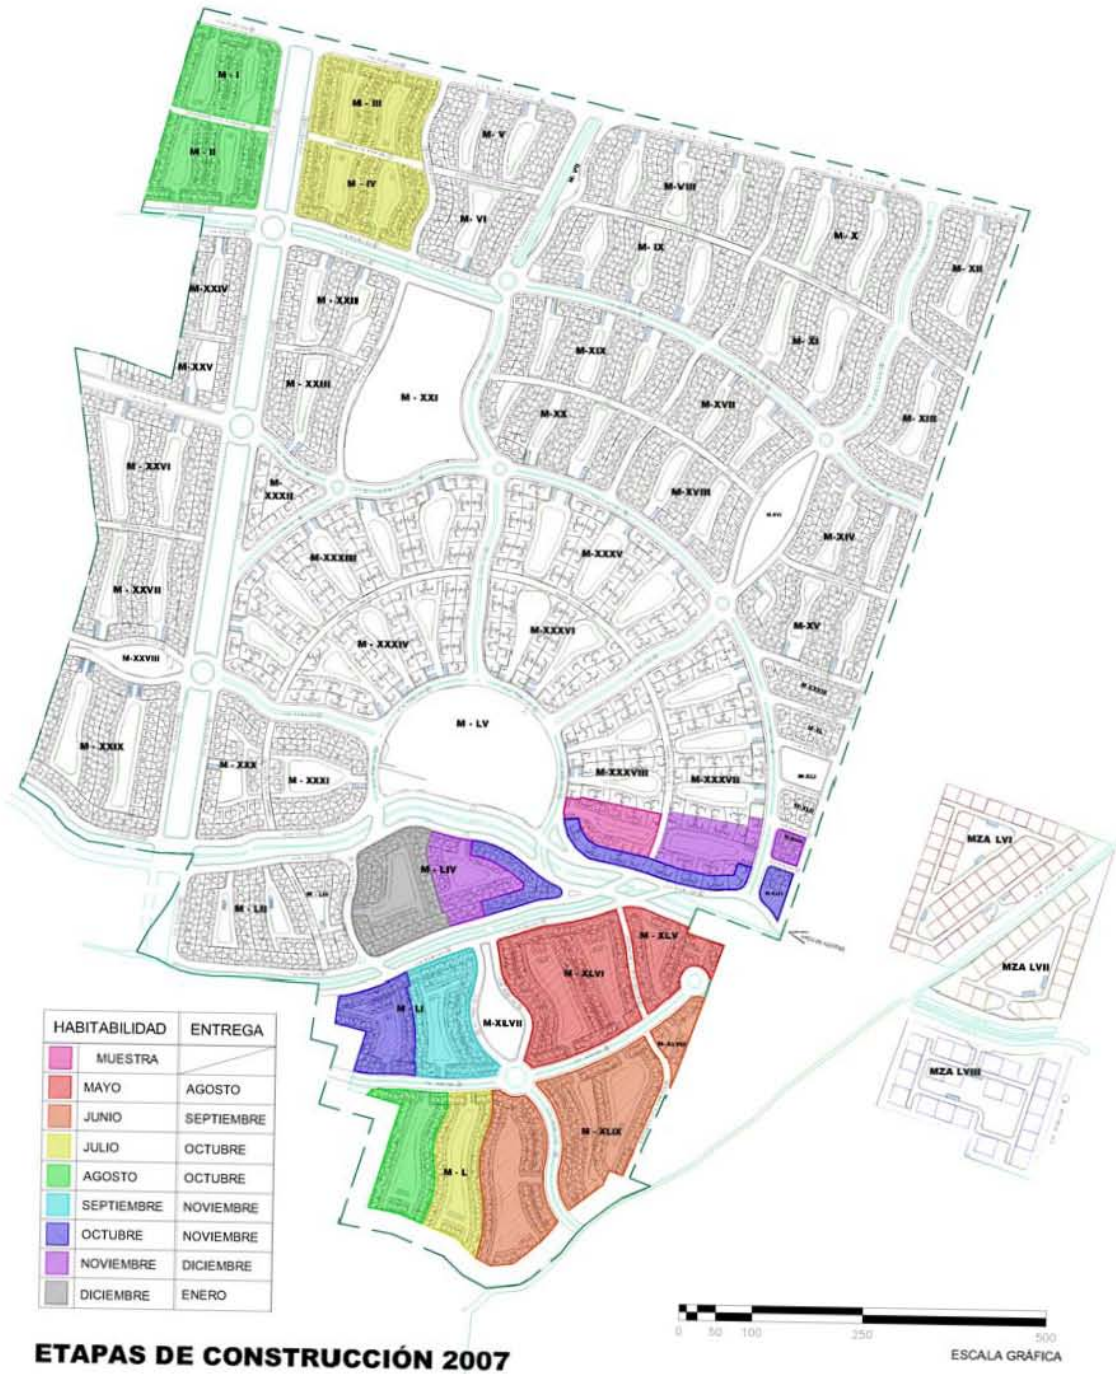 M - I
M - III
M - II
M - V
M - IV
M-VIII
M- VI
M- X
M- IX
M- XII
M-XXIV
M - XXII
M- XI
M-XIX
M-XXV
M - XXIII
M - XXI
M-XVII
M-XX
M- XIII
M - XXVI
M-
XXXII
M-XVIII
M-XIV
M-XXXIII
M-XXXV
M - XXVII
M-XV
M-XXXVI
M - XXXIV
M-XXVIII
M - LV
M - XXIX
M - XXX
M - XXXI
M-XXXVIII
M-XXXVII
MZA LVI
M - LIV
M - LII
M - XLV
MZA LVII
M - XLVI
M - LI
M-XLVII
MZA LVIII
M - XLIX
M - L
HABITABILIDAD ENTREGA
MUESTRA
MAYO AGOSTO
JUNIO SEPTIEMBRE
JULIO OCTUBRE
AGOSTO OCTUBRE
SEPTIEMBRE NOVIEMBRE
OCTUBRE NOVIEMBRE
NOVIEMBRE DICIEMBRE
DICIEMBRE ENERO
0 50 100 250 500
ESCALA GRÁFICA
ETAPAS DE CONSTRUCCIÓN 2007